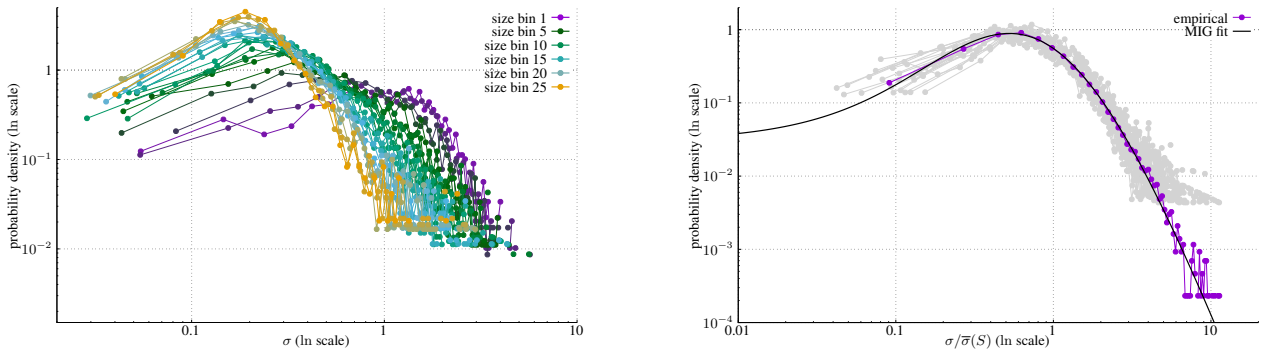 probability density (ln scale)
1
10⁻¹
10⁻²
0.1
1
10
σ (ln scale)
size bin 1
size bin 5
size bin 10
size bin 15
size bin 20
size bin 25
probability density (ln scale)
1
10⁻¹
10⁻²
10⁻³
10⁻⁴
0.01
0.1
1
10
σ/σ̅(S) (ln scale)
empirical
MIG fit